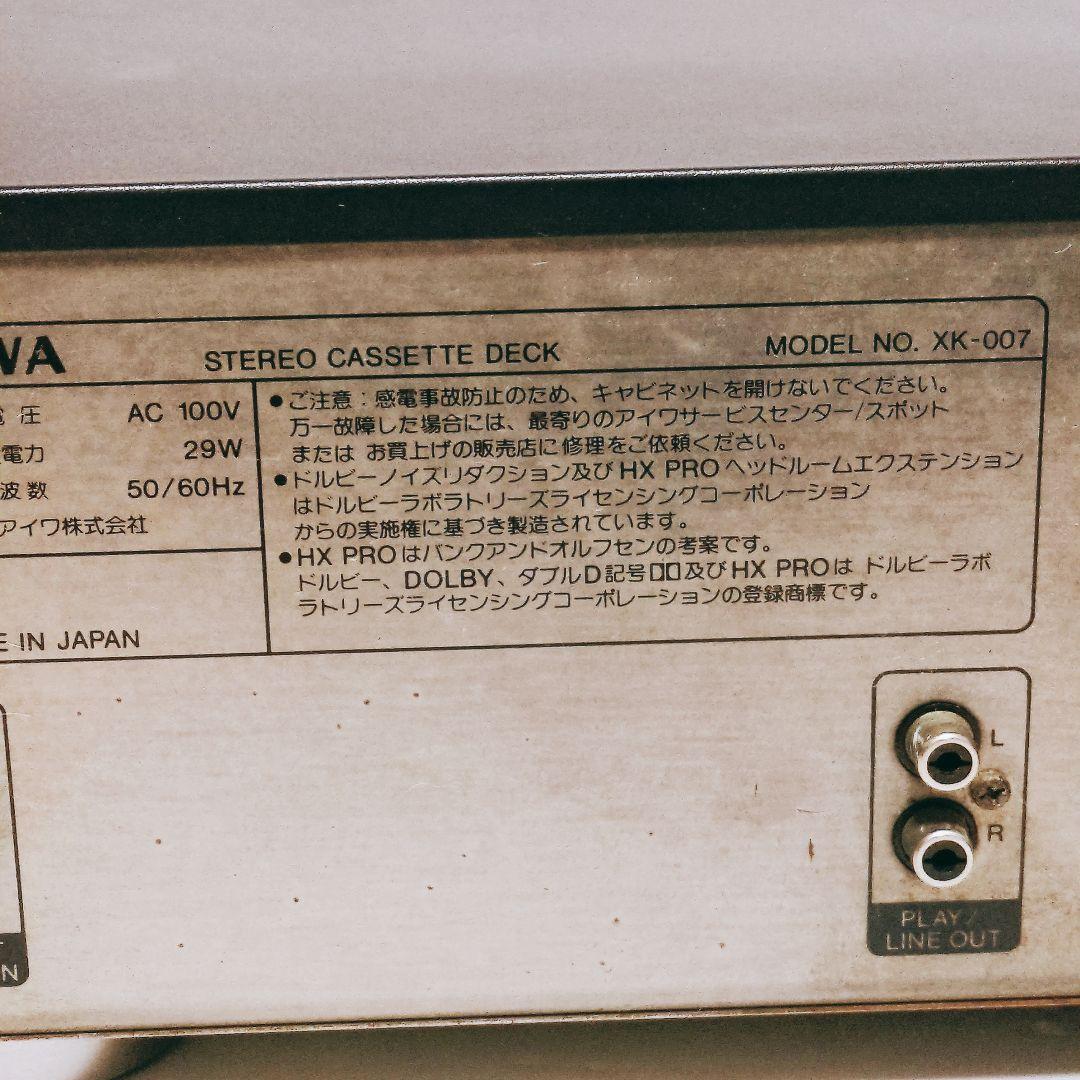 WA
STEREO CASSETTE DECK
MODEL NO. XK-007
電圧 AC 100V
電力 29W
波数 50/60Hz
アイワ株式会社
E IN JAPAN
●ご注意：感電事故防止のため、キャビネットを開けないでください。
万一故障した場合には、最寄りのアイワサービスセンター/スポット
または お買上げの販売店に修理をご依頼ください。
●ドルビーノイズリダクション及びHX PROヘッドルームエクステンション
はドルビーラボラトリーズライセンシングコーポレーション
からの実施権に基づき製造されています。
●HX PROはバンクアンドオルフセンの考案です。
ドルビー、DOLBY、ダブルD記号▯▯及びHX PROは ドルビーラボ
ラトリーズライセンシングコーポレーションの登録商標です。
L
R
PLAY/
LINE OUT
N